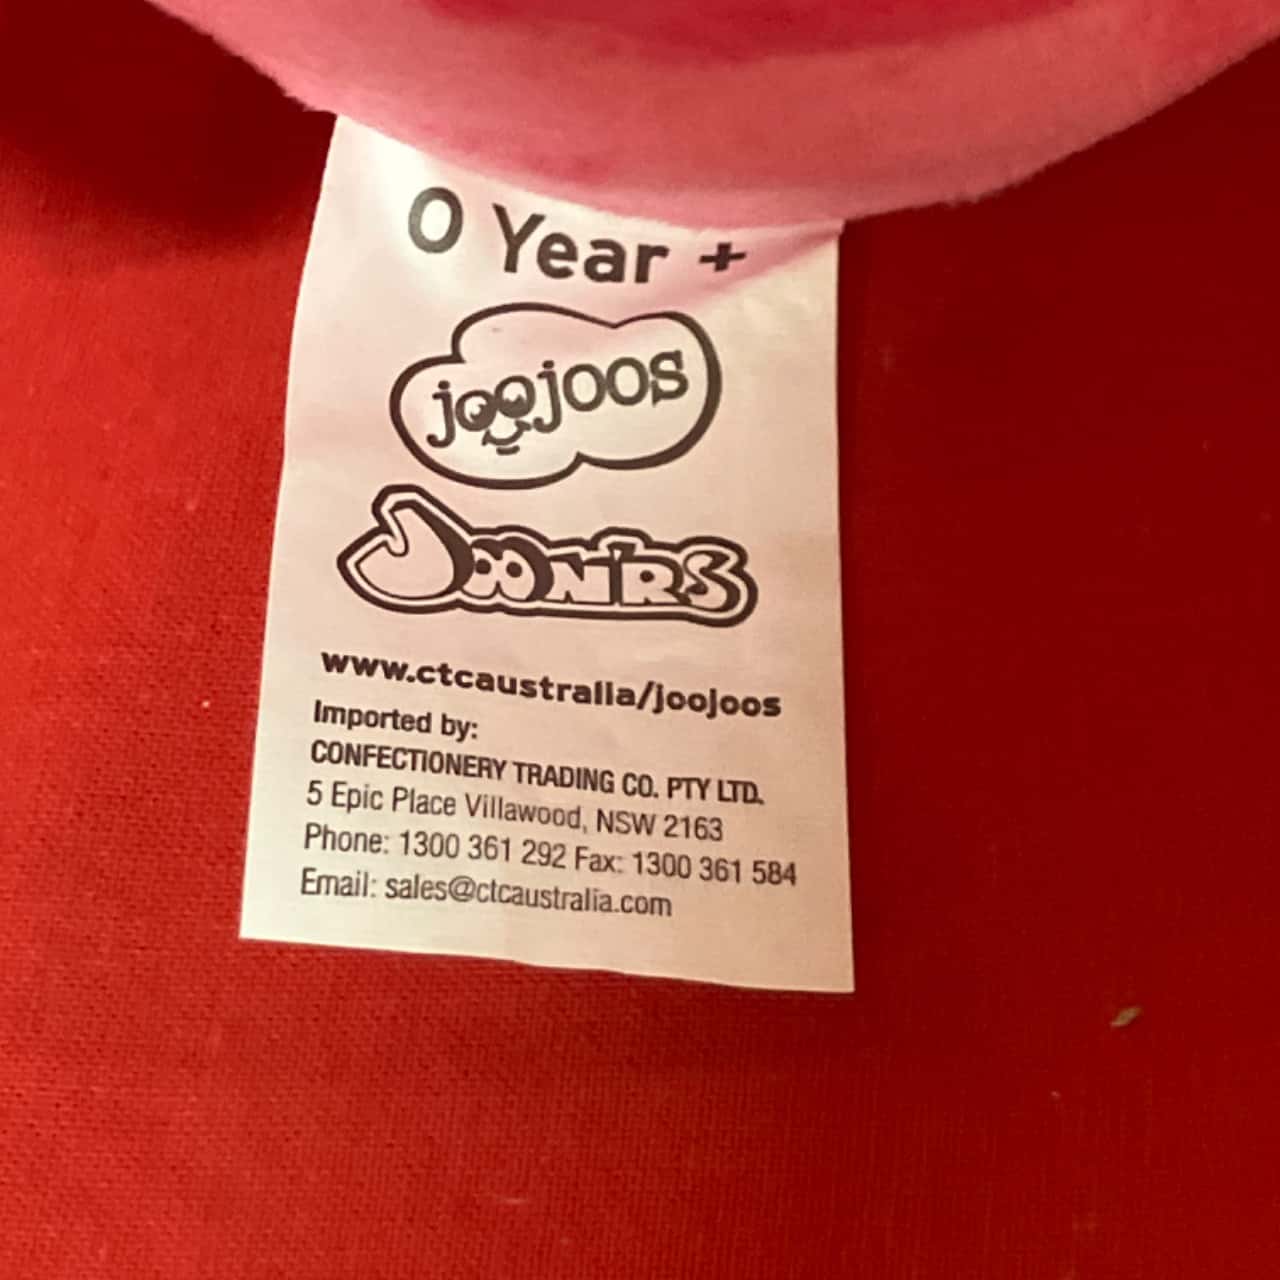 0 Year +
joojoos
JOON'RS
www.ctcaustralia/joojoos
Imported by:
CONFECTIONERY TRADING CO. PTY LTD.
5 Epic Place Villawood, NSW 2163
Phone: 1300 361 292 Fax: 1300 361 584
Email: sales@ctcaustralia.com